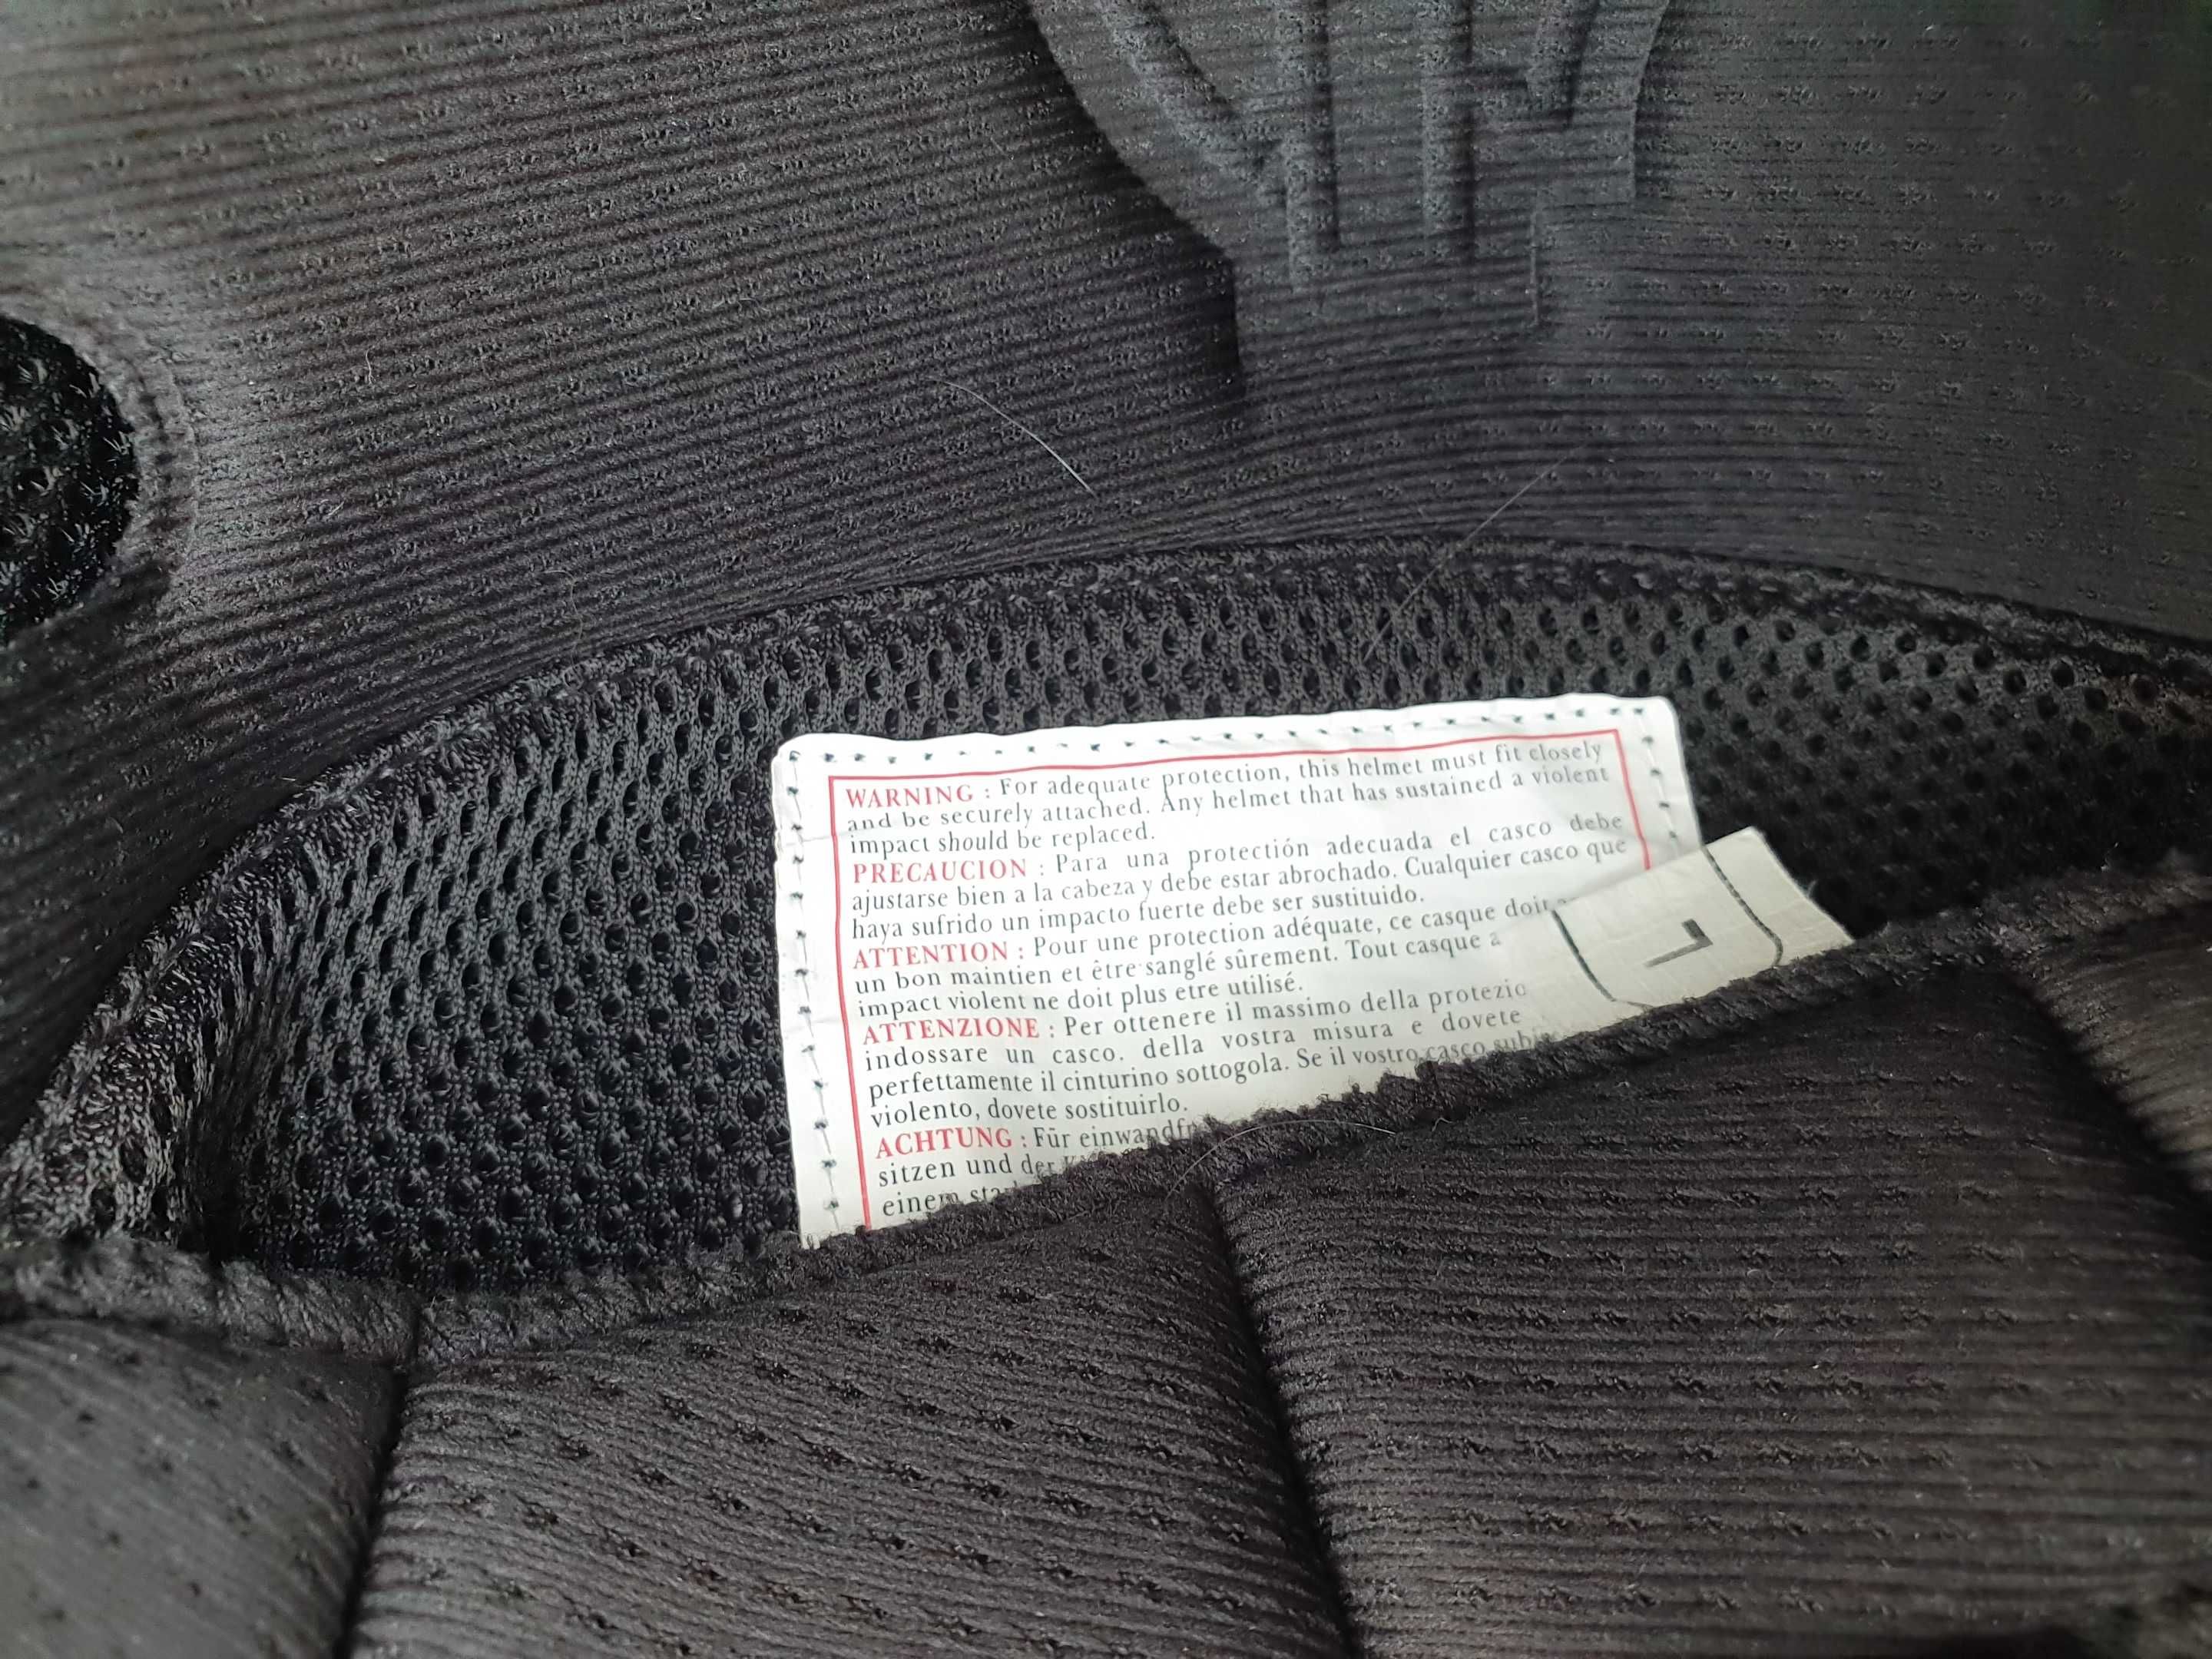 WARNING : For adequate protection, this helmet must fit closely
and be securely attached. Any helmet that has sustained a violent
impact should be replaced.
PRECAUCION : Para una protección adecuada el casco debe
ajustarse bien a la cabeza y debe estar abrochado. Cualquier casco que
haya sufrido un impacto fuerte debe ser sustituido.
ATTENTION : Pour une protection adéquate, ce casque doit
un bon maintien et être sanglé sûrement. Tout casque
impact violent ne doit plus etre utilisé.
ATTENZIONE : Per ottenere il massimo della
indossare un casco. della vostra misura e dovete
perfettamente il cinturino sottogola. Se il vostro casco
violento, dovete sostituirlo.
ACHTUNG : Für
sitzen und der
einem
L